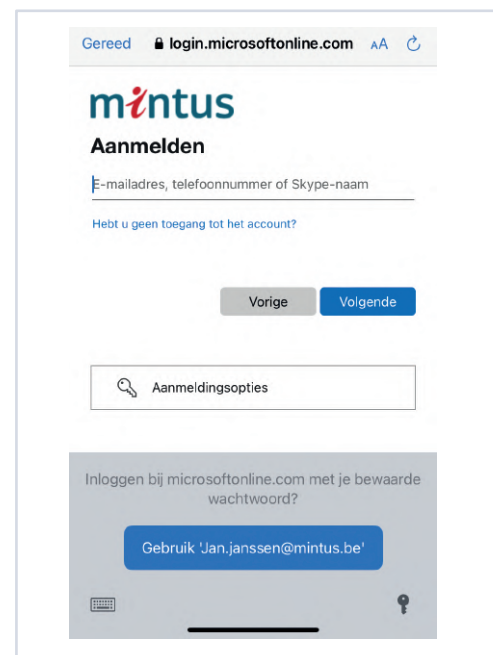 Gereed login.microsoftonline.com AA
mintus
Aanmelden
E-mailadres, telefoonnummer of Skype-naam
Hebt u geen toegang tot het account?
Vorige Volgende
Aanmeldingsopties
Inloggen bij microsoftonline.com met je bewaarde
wachtwoord?
Gebruik 'Jan.janssen@mintus.be'